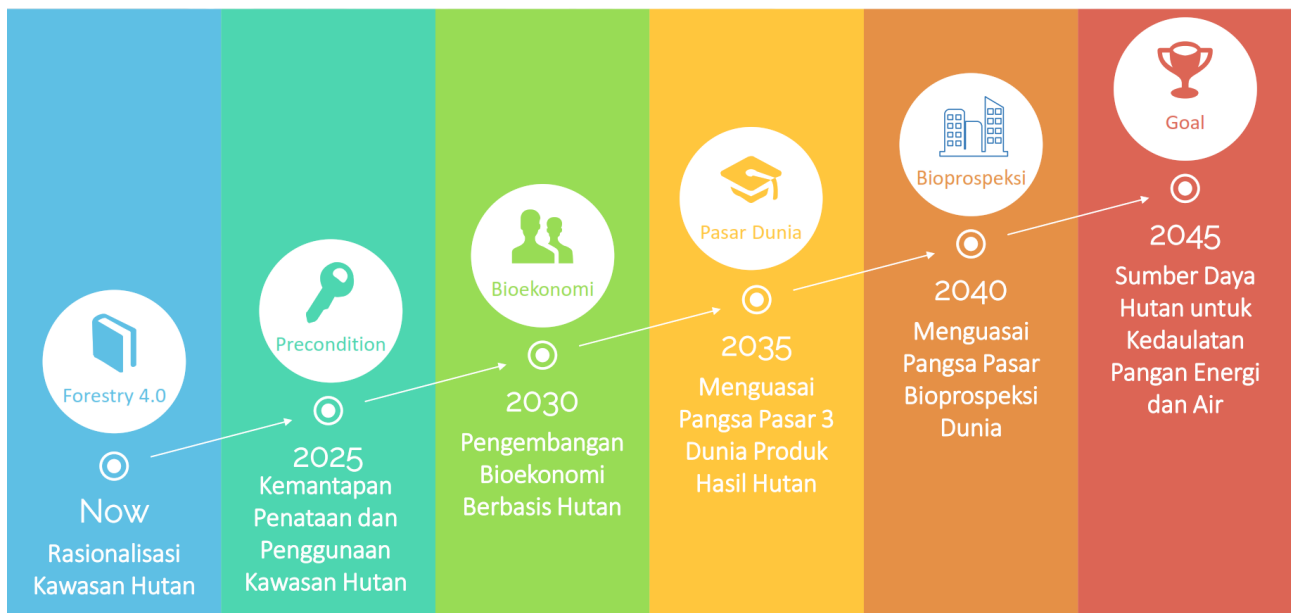 Forestry 4.0
Now
Rasionalisasi
Kawasan Hutan
Precondition
2025
Kemantapan
Penataan dan
Penggunaan
Kawasan Hutan
Bioekonomi
2030
Pengembangan
Bioekonomi
Berbasis Hutan
Pasar Dunia
2035
Menguasai
Pangsa Pasar 3
Dunia Produk
Hasil Hutan
Bioprospeksi
2040
Menguasai
Pangsa Pasar
Bioprospeksi
Dunia
Goal
2045
Sumber Daya
Hutan untuk
Kedaulatan
Pangan Energi
dan Air